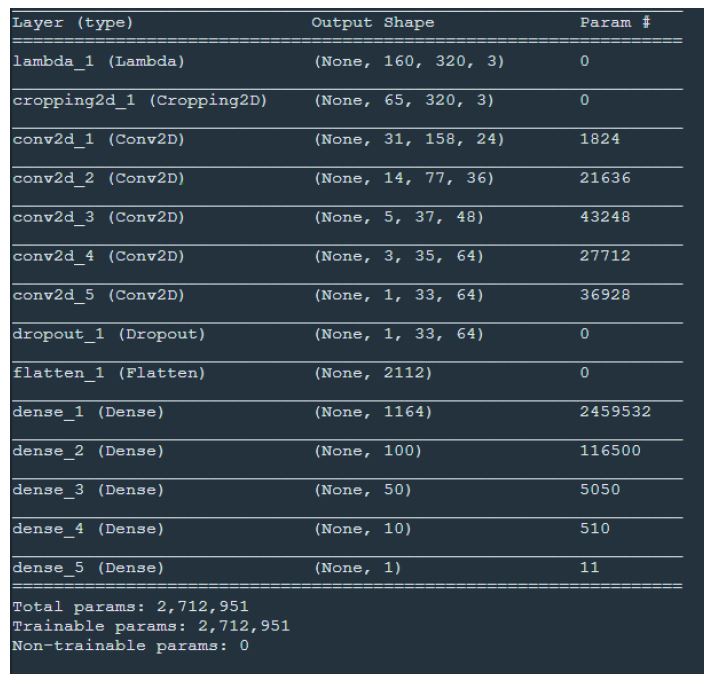 Layer (type) Output Shape Param #
lambda_1 (Lambda) (None, 160, 320, 3) 0
cropping2d_1 (Cropping2D) (None, 65, 320, 3) 0
conv2d_1 (Conv2D) (None, 31, 158, 24) 1824
conv2d_2 (Conv2D) (None, 14, 77, 36) 21636
conv2d_3 (Conv2D) (None, 5, 37, 48) 43248
conv2d_4 (Conv2D) (None, 3, 35, 64) 27712
conv2d_5 (Conv2D) (None, 1, 33, 64) 36928
dropout_1 (Dropout) (None, 1, 33, 64) 0
flatten_1 (Flatten) (None, 2112) 0
dense_1 (Dense) (None, 1164) 2459532
dense_2 (Dense) (None, 100) 116500
dense_3 (Dense) (None, 50) 5050
dense_4 (Dense) (None, 10) 510
dense_5 (Dense) (None, 1) 11
Total params: 2,712,951
Trainable params: 2,712,951
Non-trainable params: 0